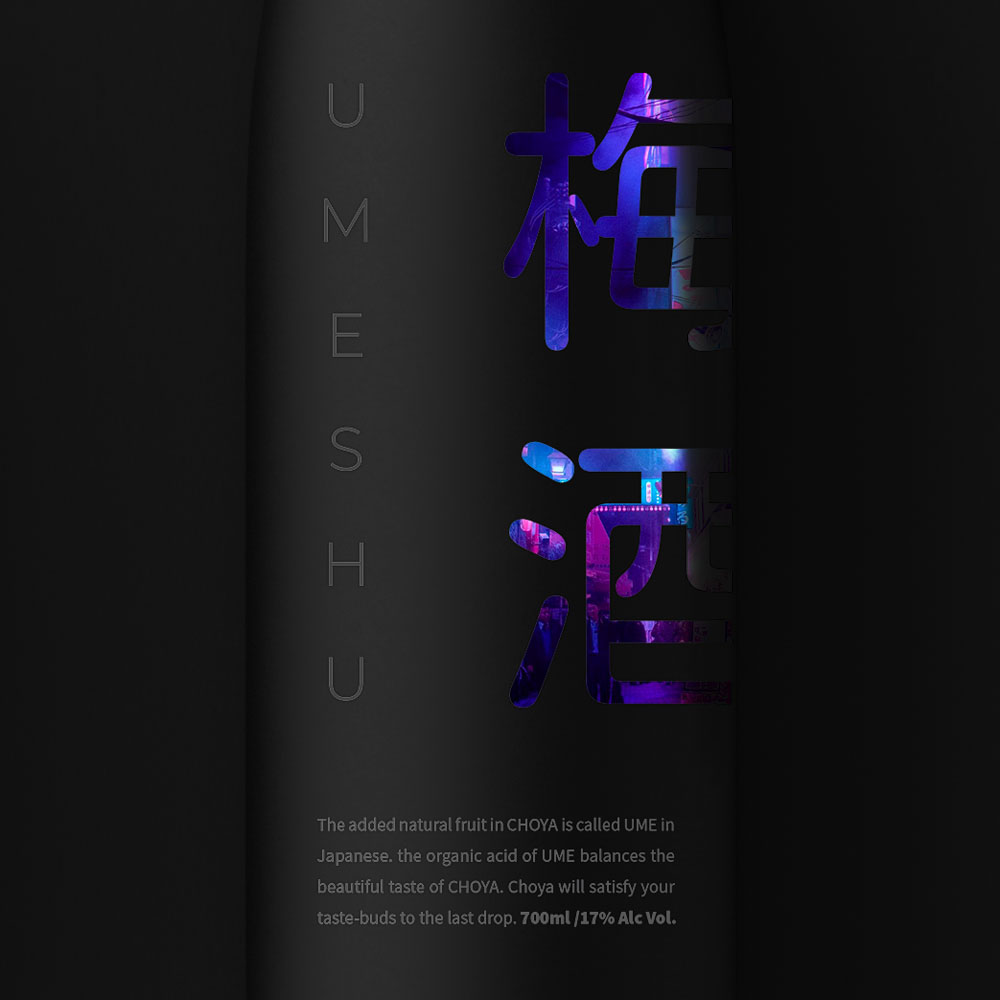 UMESHU
梅酒
The added natural fruit in CHOYA is called UME in
Japanese. the organic acid of UME balances the
beautiful taste of CHOYA. Choya will satisfy your
taste-buds to the last drop. 700ml /17% Alc Vol.